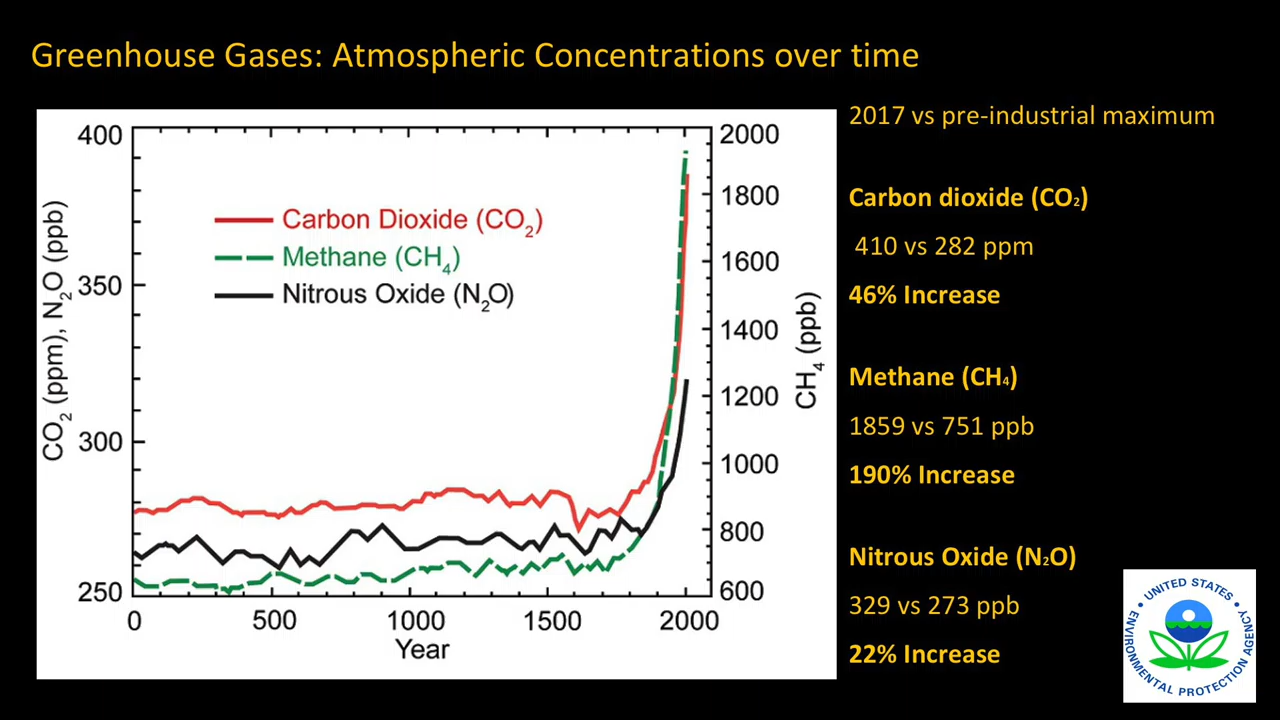 Greenhouse Gases: Atmospheric Concentrations over time
400
350
300
250
CO₂ (ppm), N₂O (ppb)
Carbon Dioxide (CO₂)
Methane (CH₄)
Nitrous Oxide (N₂O)
2000
1800
1600
1400
1200
1000
800
600
CH₄ (ppb)
0 500 1000 1500 2000
Year
2017 vs pre-industrial maximum
Carbon dioxide (CO₂)
410 vs 282 ppm
46% Increase
Methane (CH₄)
1859 vs 751 ppb
190% Increase
Nitrous Oxide (N₂O)
329 vs 273 ppb
22% Increase
UNITED STATES
ENVIRONMENTAL PROTECTION AGENCY